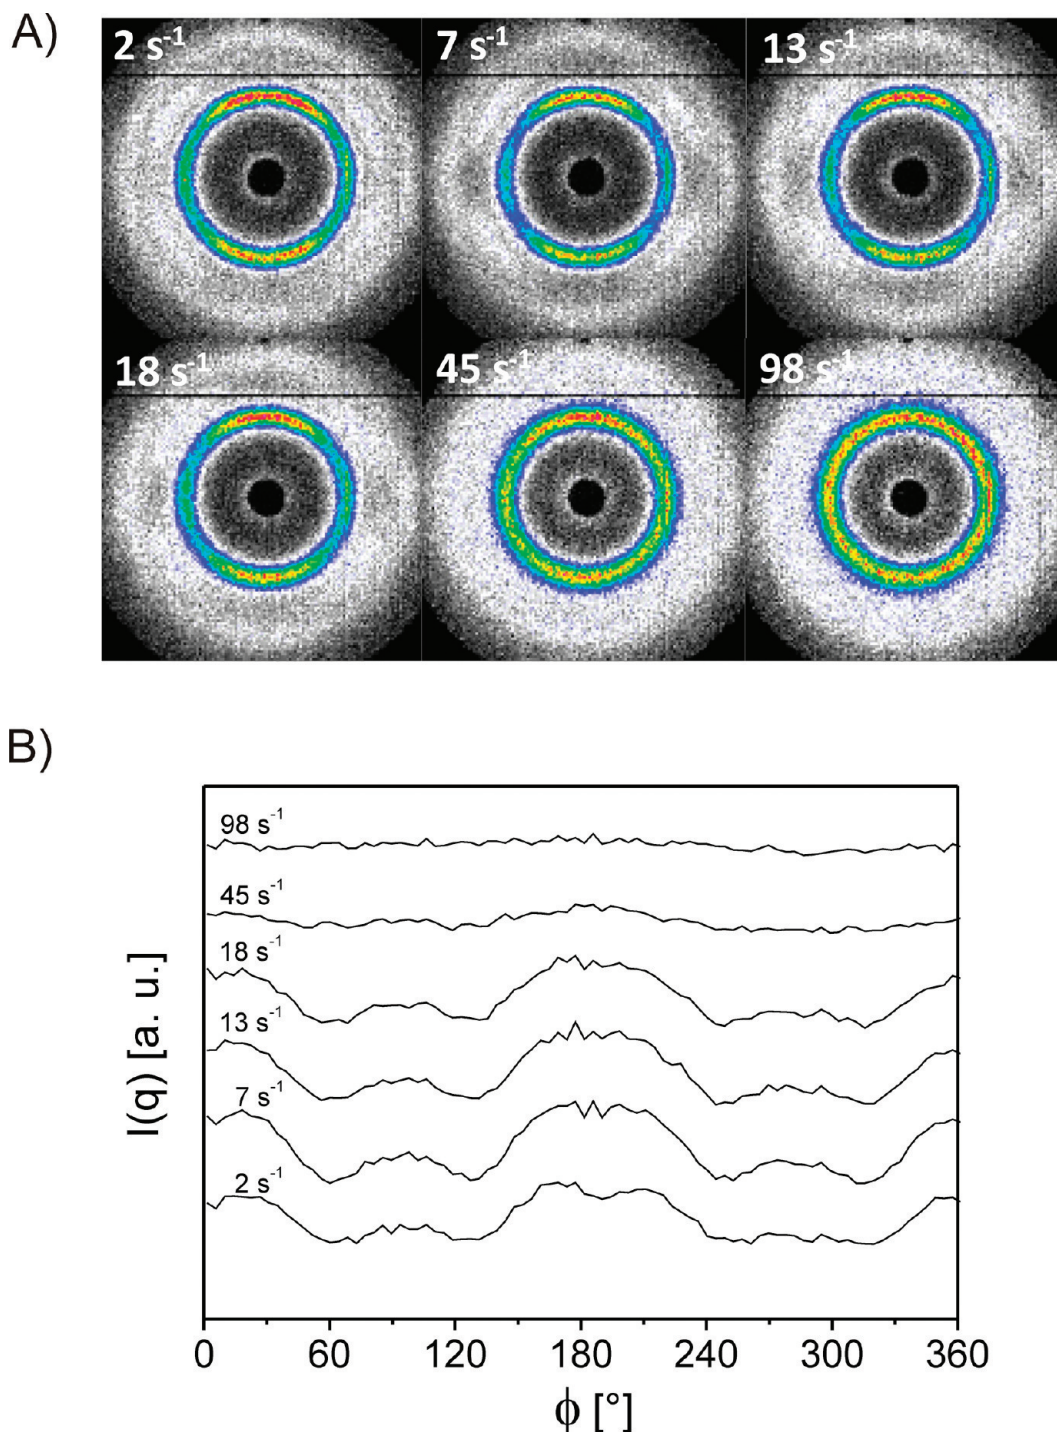 A)
2 s⁻¹ 7 s⁻¹ 13 s⁻¹
18 s⁻¹ 45 s⁻¹ 98 s⁻¹
B)
98 s⁻¹
45 s⁻¹
18 s⁻¹
13 s⁻¹
7 s⁻¹
2 s⁻¹
I(q) [a. u.]
0 60 120 180 240 300 360
ϕ [°]